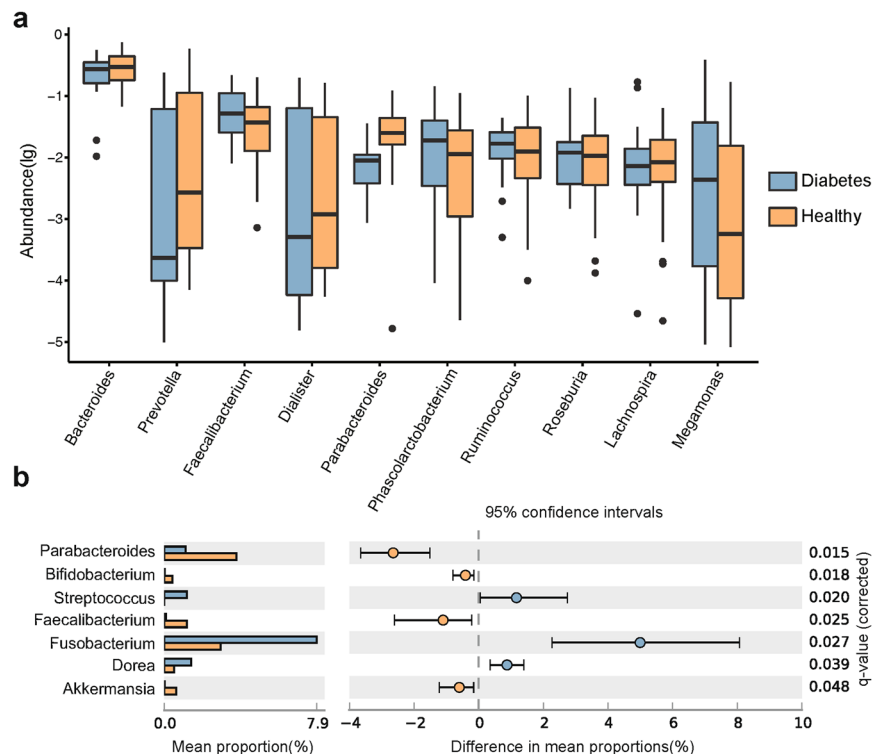 a
0
−1
−2
−3
−4
−5
Abundance(lg)
Diabetes
Healthy
Bacteroides
Prevotella
Faecalibacterium
Dialister
Parabacteroides
Phascolarctobacterium
Ruminococcus
Roseburia
Lachnospira
Megamonas
b
95% confidence intervals
Parabacteroides 0.015
Bifidobacterium 0.018
Streptococcus 0.020
Faecalibacterium 0.025
Fusobacterium 0.027
Dorea 0.039
Akkermansia 0.048
q-value (corrected)
0.0 7.9 −4 −2 0 2 4 6 8 10
Mean proportion(%) Difference in mean proportions(%)